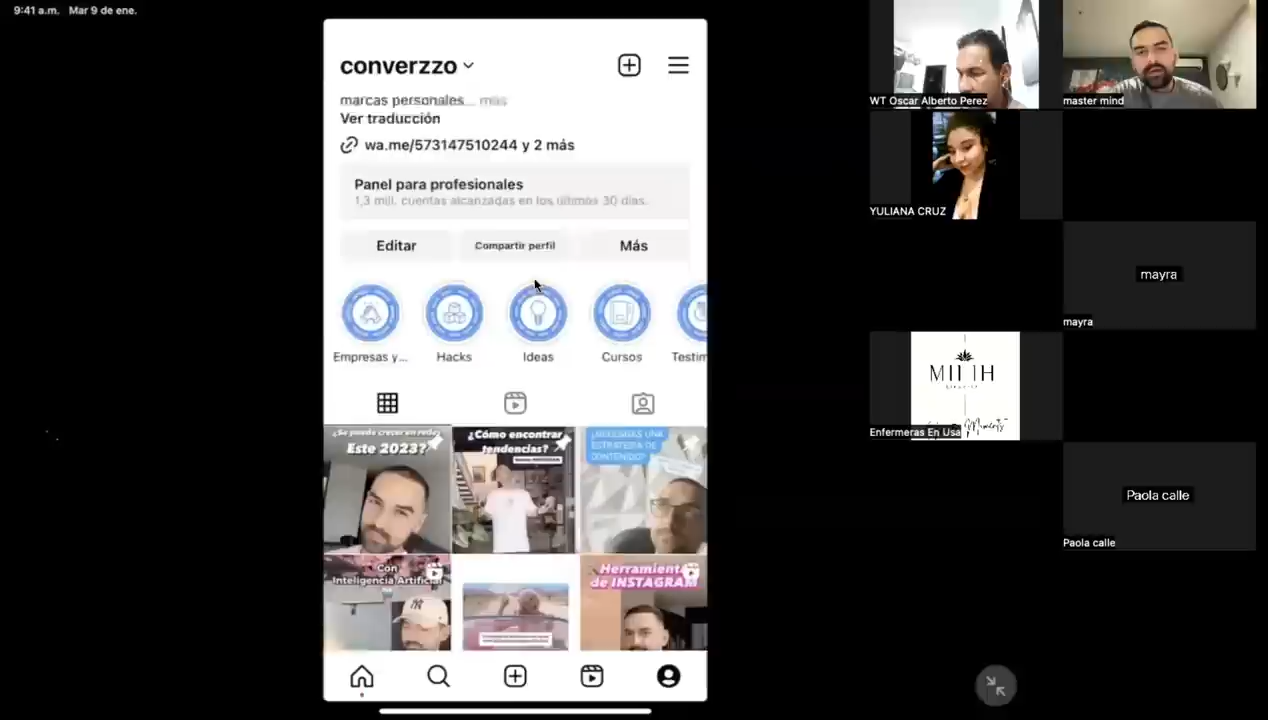 9:41 a.m. Mar 9 de ene.
converzzo
marcas personales... más
Ver traducción
wa.me/573147510244 y 2 más
Panel para profesionales
1,3 mill. cuentas alcanzadas en los últimos 30 días.
Editar
Compartir perfil
Más
Empresas y...
Hacks
Ideas
Cursos
Testim
¿Se puede crecer en redes
Este 2023?
¿Cómo encontrar
tendencias?
¿NECESITAS UNA
ESTRATEGIA DE
CONTENIDO?
Con
Inteligencia Artificial
Herramienta
de INSTAGRAM
WT Oscar Alberto Perez
master mind
YULIANA CRUZ
mayra
mayra
Enfermeras En Usa
Paola calle
Paola calle